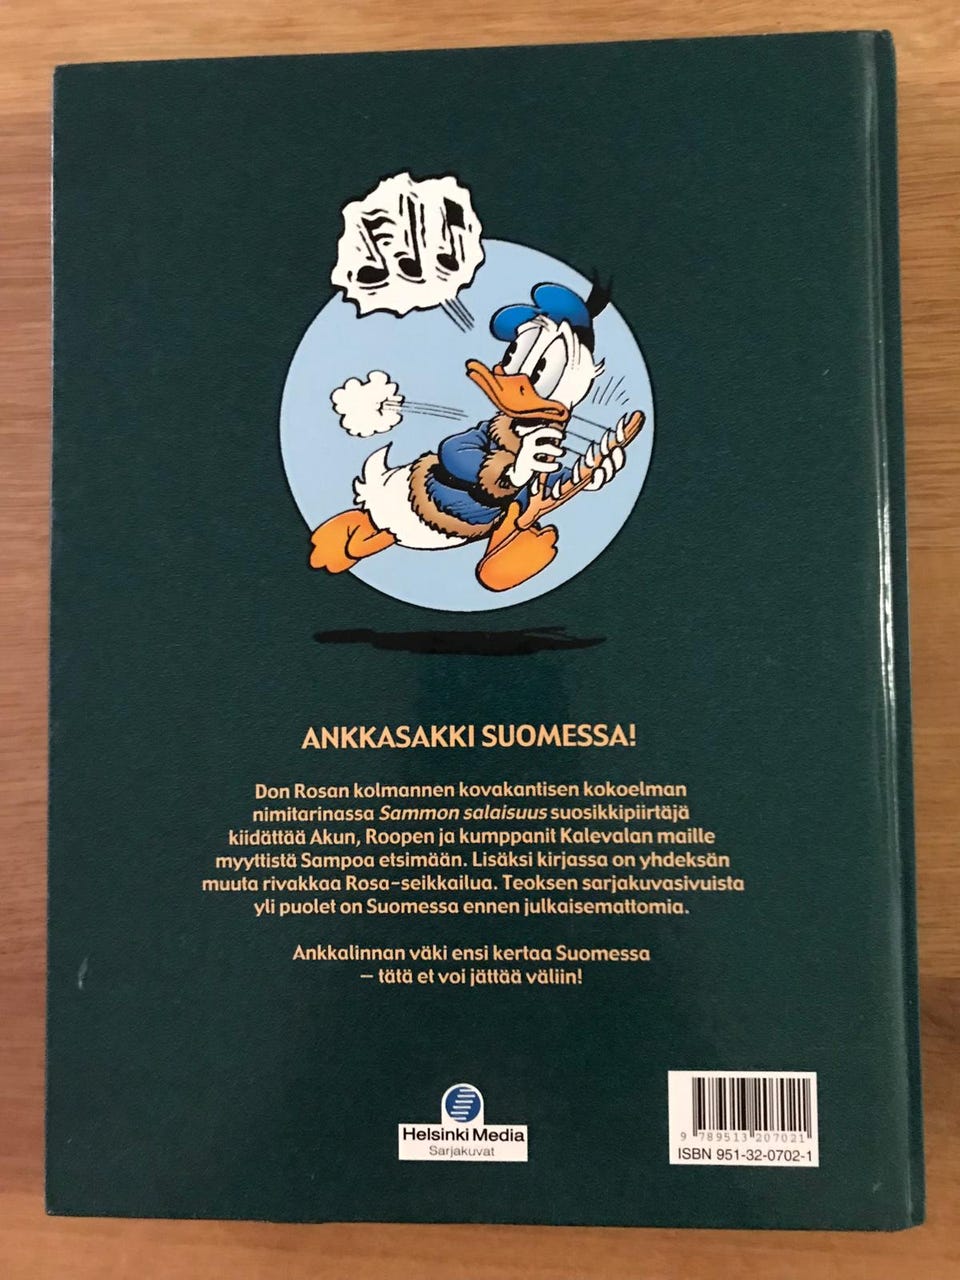 ANKKASAKKI SUOMESSA!
Don Rosan kolmannen kovakantisen kokoelman
nimitarinassa Sammon salaisuus suosikkipiirtäjä
kiidättää Akun, Roopen ja kumppanit Kalevalan maille
myyttistä Sampoa etsimään. Lisäksi kirjassa on yhdeksän
muuta rivakkaa Rosa-seikkailua. Teoksen sarjakuvasivuista
yli puolet on Suomessa ennen julkaisemattomia.
Ankkalinnan väki ensi kertaa Suomessa
– tätä et voi jättää väliin!
Helsinki Media
Sarjakuvat
9 789513 207021
ISBN 951-32-0702-1